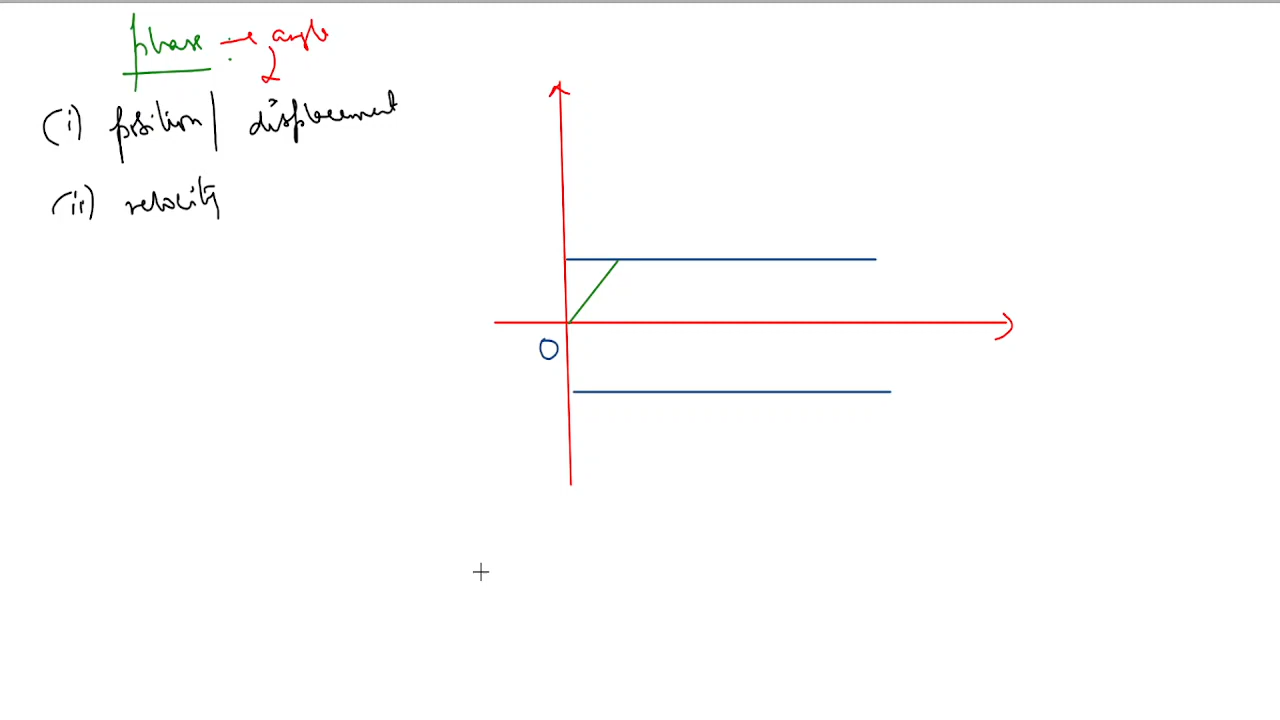 phase → angle
(i) position | displacement
(ii) velocity
O